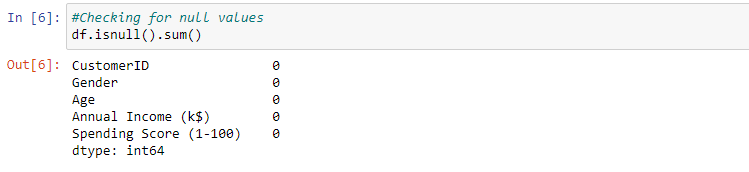 In [6]: #Checking for null values
df.isnull().sum()
Out[6]: CustomerID 0
Gender 0
Age 0
Annual Income (k$) 0
Spending Score (1-100) 0
dtype: int64